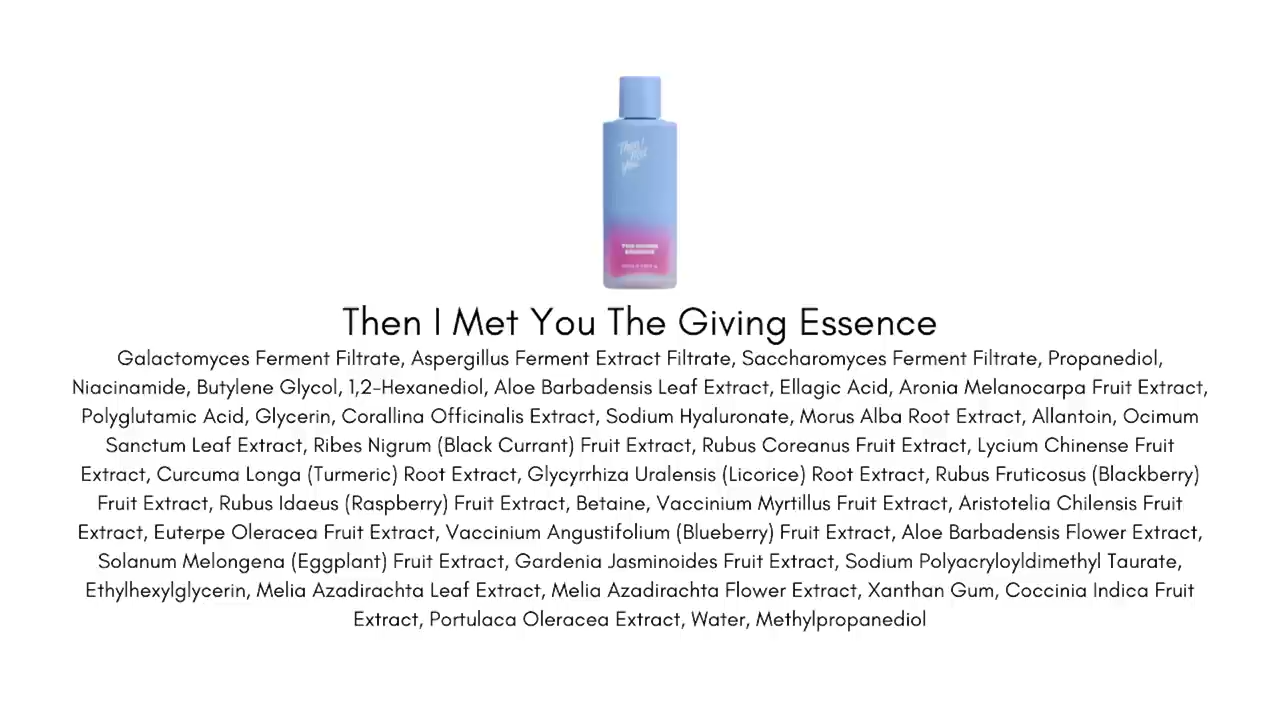 Then I
Met
You
THE GIVING
ESSENCE
Then I Met You The Giving Essence
Galactomyces Ferment Filtrate, Aspergillus Ferment Extract Filtrate, Saccharomyces Ferment Filtrate, Propanediol,
Niacinamide, Butylene Glycol, 1,2-Hexanediol, Aloe Barbadensis Leaf Extract, Ellagic Acid, Aronia Melanocarpa Fruit Extract,
Polyglutamic Acid, Glycerin, Corallina Officinalis Extract, Sodium Hyaluronate, Morus Alba Root Extract, Allantoin, Ocimum
Sanctum Leaf Extract, Ribes Nigrum (Black Currant) Fruit Extract, Rubus Coreanus Fruit Extract, Lycium Chinense Fruit
Extract, Curcuma Longa (Turmeric) Root Extract, Glycyrrhiza Uralensis (Licorice) Root Extract, Rubus Fruticosus (Blackberry)
Fruit Extract, Rubus Idaeus (Raspberry) Fruit Extract, Betaine, Vaccinium Myrtillus Fruit Extract, Aristotelia Chilensis Fruit
Extract, Euterpe Oleracea Fruit Extract, Vaccinium Angustifolium (Blueberry) Fruit Extract, Aloe Barbadensis Flower Extract,
Solanum Melongena (Eggplant) Fruit Extract, Gardenia Jasminoides Fruit Extract, Sodium Polyacryloyldimethyl Taurate,
Ethylhexylglycerin, Melia Azadirachta Leaf Extract, Melia Azadirachta Flower Extract, Xanthan Gum, Coccinia Indica Fruit
Extract, Portulaca Oleracea Extract, Water, Methylpropanediol